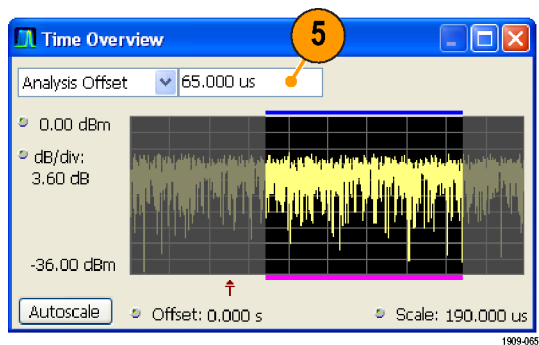 Time Overview
5
Analysis Offset 65.000 us
0.00 dBm
dB/div:
3.60 dB
-36.00 dBm
Autoscale Offset: 0.000 s Scale: 190.000 us
1909-065